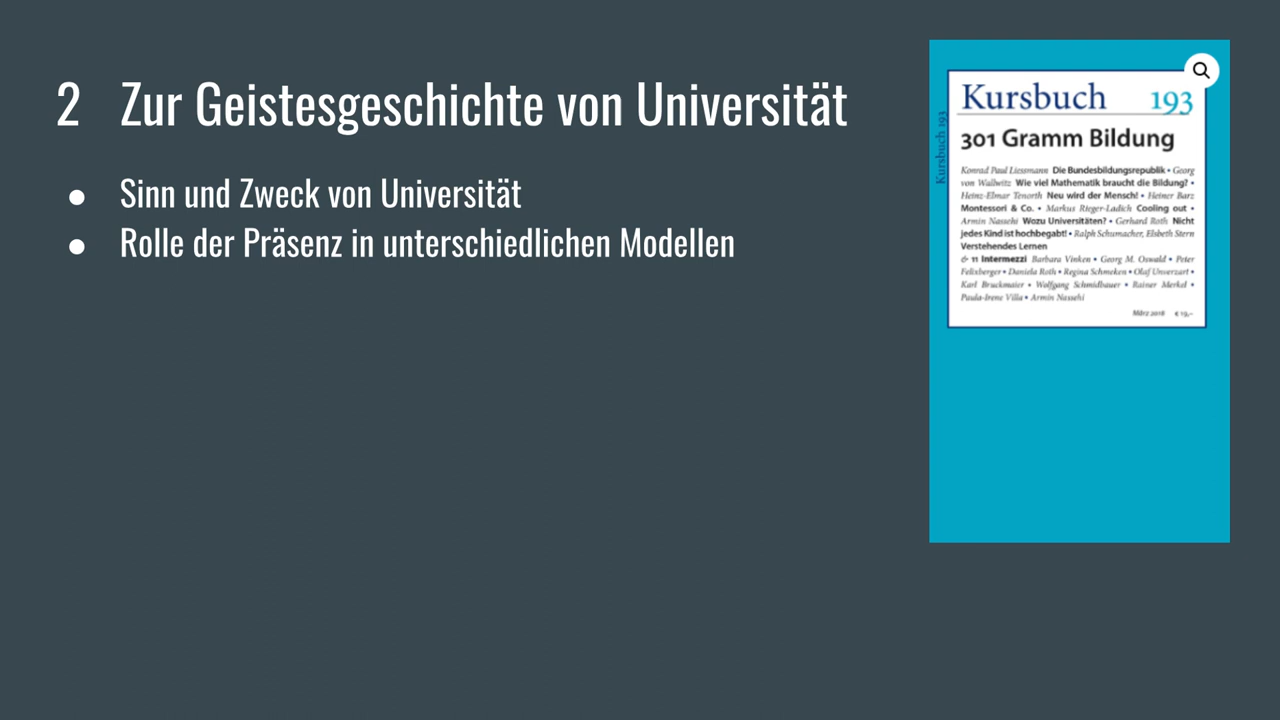 2 Zur Geistesgeschichte von Universität
● Sinn und Zweck von Universität
● Rolle der Präsenz in unterschiedlichen Modellen
Kursbuch 193
Kursbuch 193
301 Gramm Bildung
Konrad Paul Liessmann Die Bundesbildungsrepublik • Georg
von Wallwitz Wie viel Mathematik braucht die Bildung? •
Heinz-Elmar Tenorth Neu wird der Mensch! • Heiner Barz
Montessori & Co. • Markus Rieger-Ladich Cooling out •
Armin Nassehi Wozu Universitäten? • Gerhard Roth Nicht
jedes Kind ist hochbegabt! • Ralph Schumacher, Elsbeth Stern
Verstehendes Lernen
& 11 Intermezzi Barbara Vinken • Georg M. Oswald • Peter
Felixberger • Daniela Roth • Regina Schmeken • Olaf Unverzart •
Karl Bruckmaier • Wolfgang Schmidbauer • Rainer Merkel •
Paula-Irene Villa • Armin Nassehi
März 2018 € 19,–